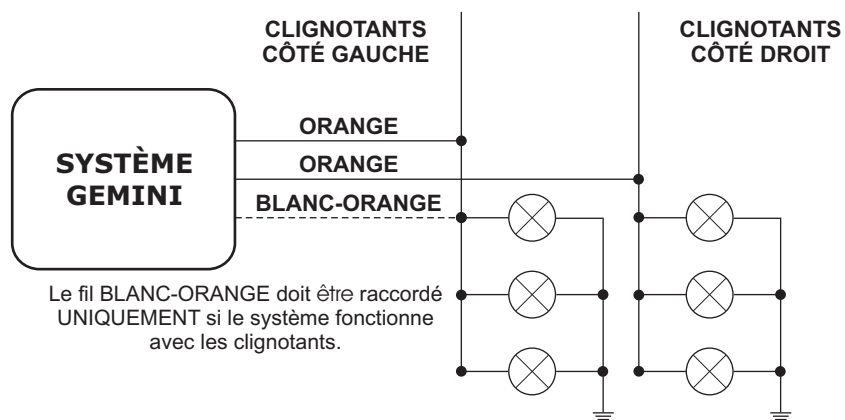 CLIGNOTANTS
CÔTÉ GAUCHE
CLIGNOTANTS
CÔTÉ DROIT
ORANGE
SYSTÈME
GEMINI
ORANGE
BLANC-ORANGE
Le fil BLANC-ORANGE doit être raccordé
UNIQUEMENT si le système fonctionne
avec les clignotants.